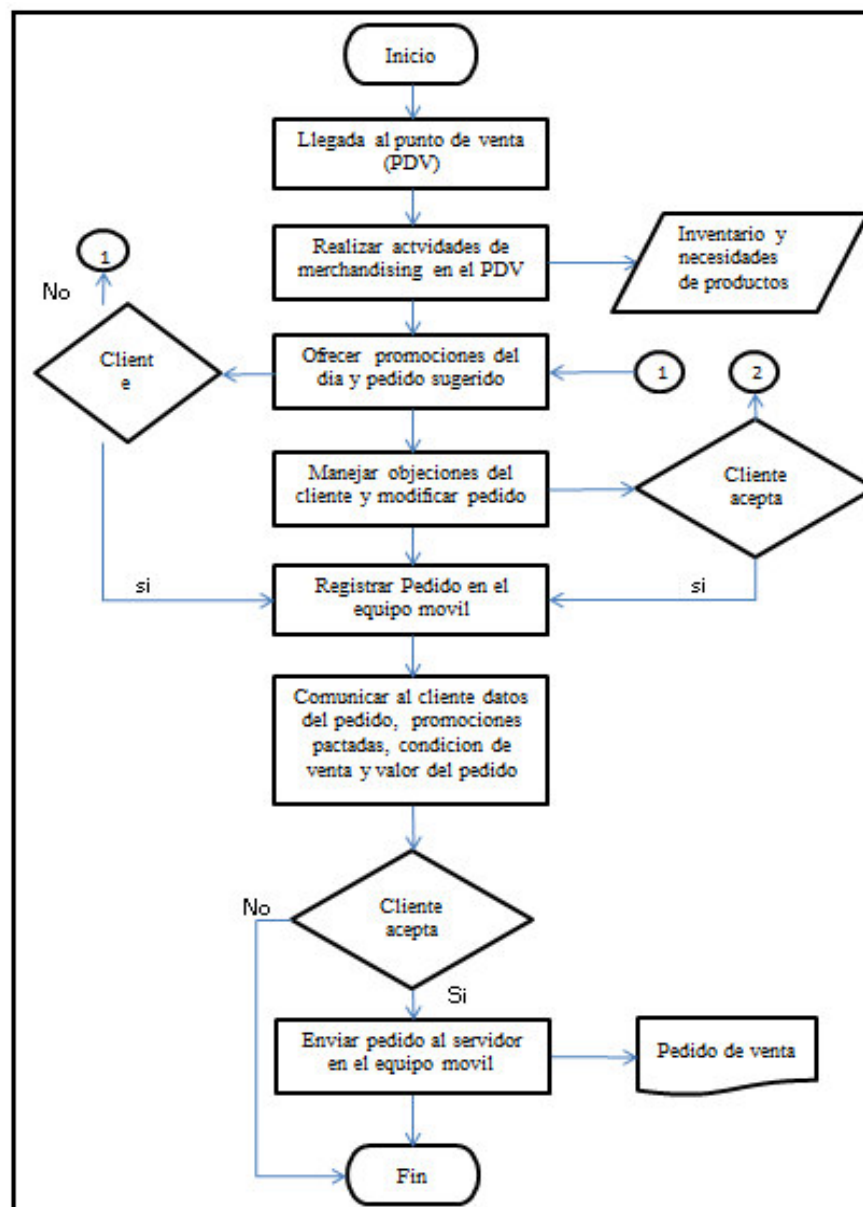 Inicio
Llegada al punto de venta
(PDV)
Realizar actvidades de
merchandising en el PDV
Inventario y
necesidades
de productos
1
No
Client
e
Ofrecer promociones del
dia y pedido sugerido
1
2
Manejar objeciones del
cliente y modificar pedido
Cliente
acepta
si
Registrar Pedido en el
equipo movil
si
Comunicar al cliente datos
del pedido, promociones
pactadas, condicion de
venta y valor del pedido
No
Cliente
acepta
Si
Enviar pedido al servidor
en el equipo movil
Pedido de venta
Fin